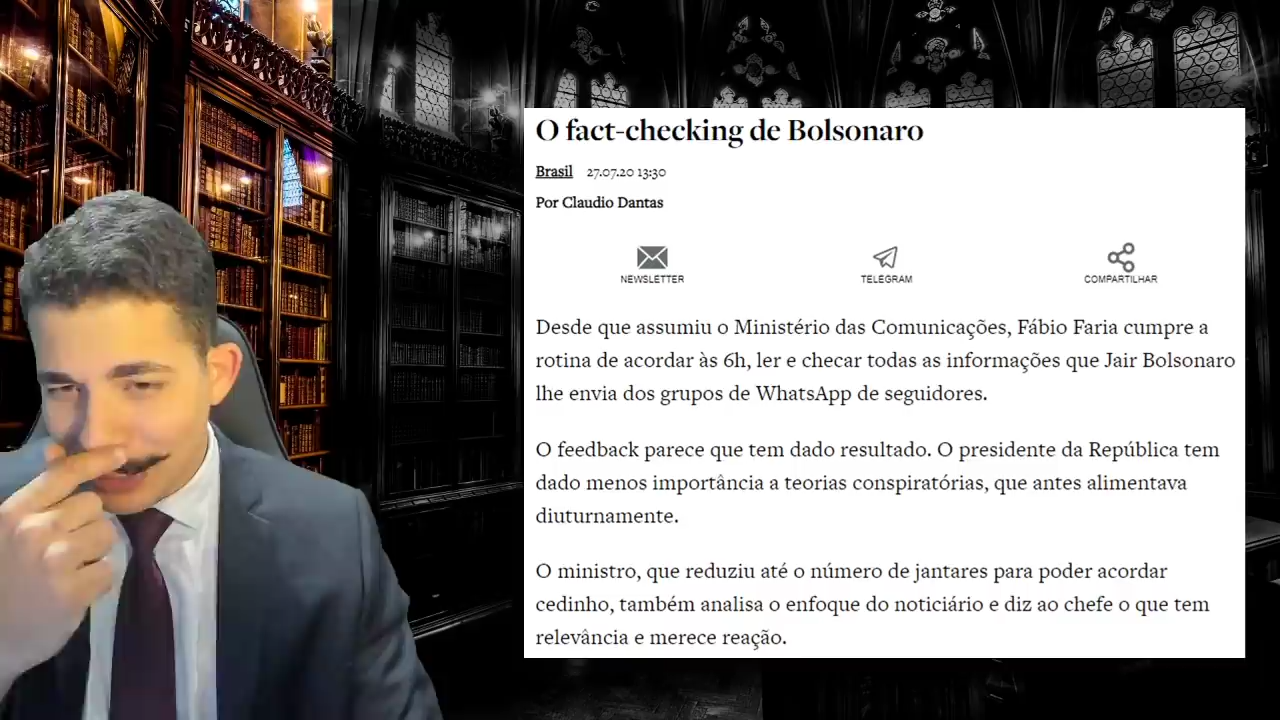 O fact-checking de Bolsonaro
Brasil 27.07.20 13:30
Por Claudio Dantas
NEWSLETTER TELEGRAM COMPARTILHAR
Desde que assumiu o Ministério das Comunicações, Fábio Faria cumpre a
rotina de acordar às 6h, ler e checar todas as informações que Jair Bolsonaro
lhe envia dos grupos de WhatsApp de seguidores.
O feedback parece que tem dado resultado. O presidente da República tem
dado menos importância a teorias conspiratórias, que antes alimentava
diuturnamente.
O ministro, que reduziu até o número de jantares para poder acordar
cedinho, também analisa o enfoque do noticiário e diz ao chefe o que tem
relevância e merece reação.